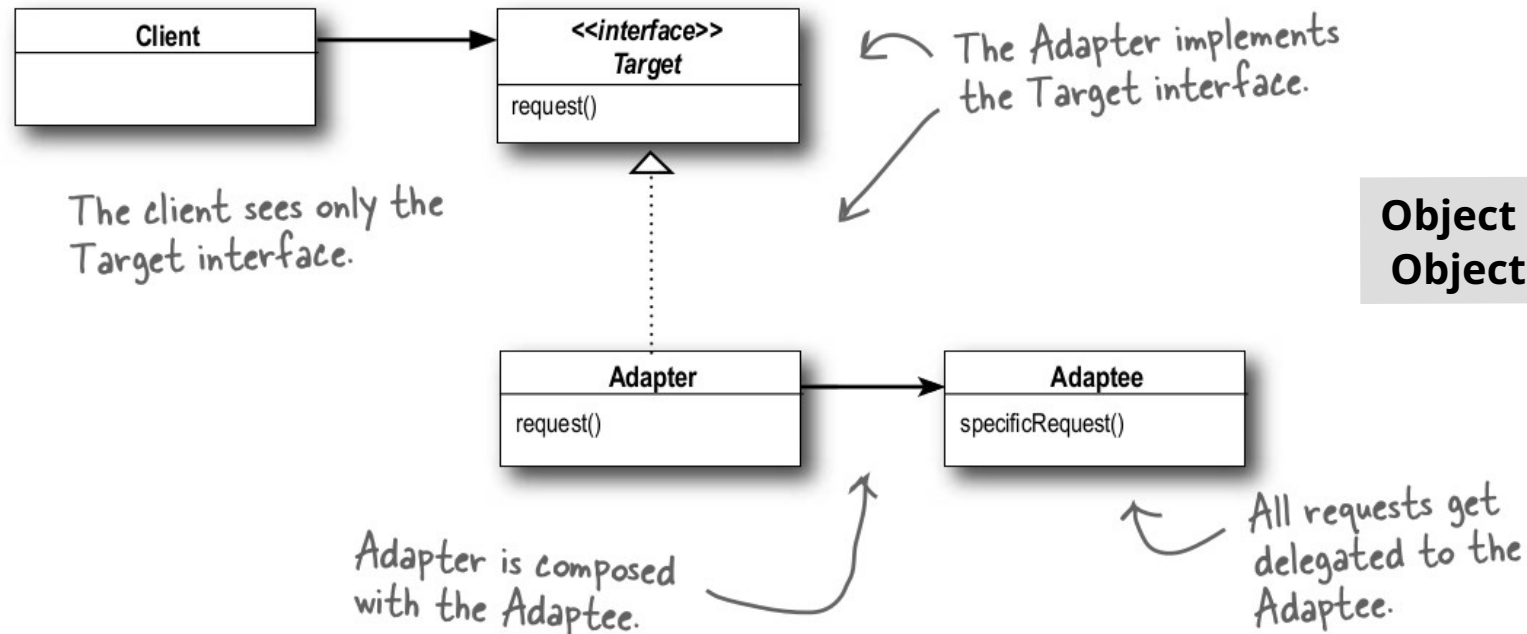 Client
<<interface>>
Target
request()
The Adapter implements
the Target interface.
The client sees only the
Target interface.
Object
Object
Adapter
request()
Adaptee
specificRequest()
Adapter is composed
with the Adaptee.
All requests get
delegated to the
Adaptee.